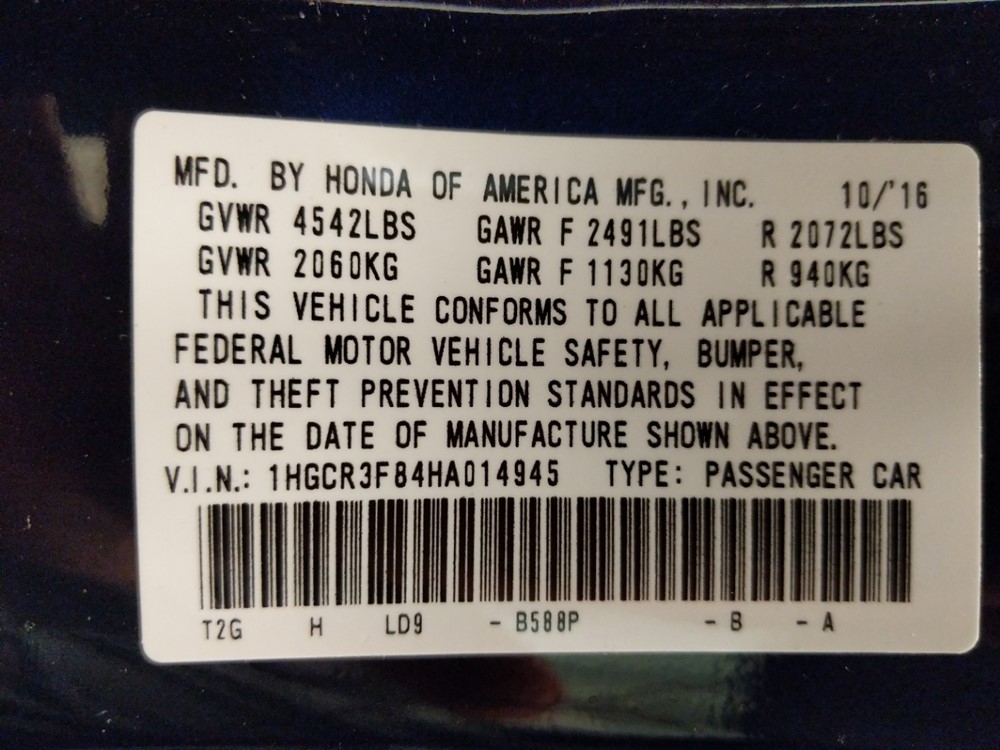 MFD. BY HONDA OF AMERICA MFG., INC. 10/'16
GVWR 4542LBS GAWR F 2491LBS R 2072LBS
GVWR 2060KG GAWR F 1130KG R 940KG
THIS VEHICLE CONFORMS TO ALL APPLICABLE
FEDERAL MOTOR VEHICLE SAFETY, BUMPER,
AND THEFT PREVENTION STANDARDS IN EFFECT
ON THE DATE OF MANUFACTURE SHOWN ABOVE.
V.I.N.: 1HGCR3F84HA014945 TYPE: PASSENGER CAR
T2G H LD9 - B588P - B - A